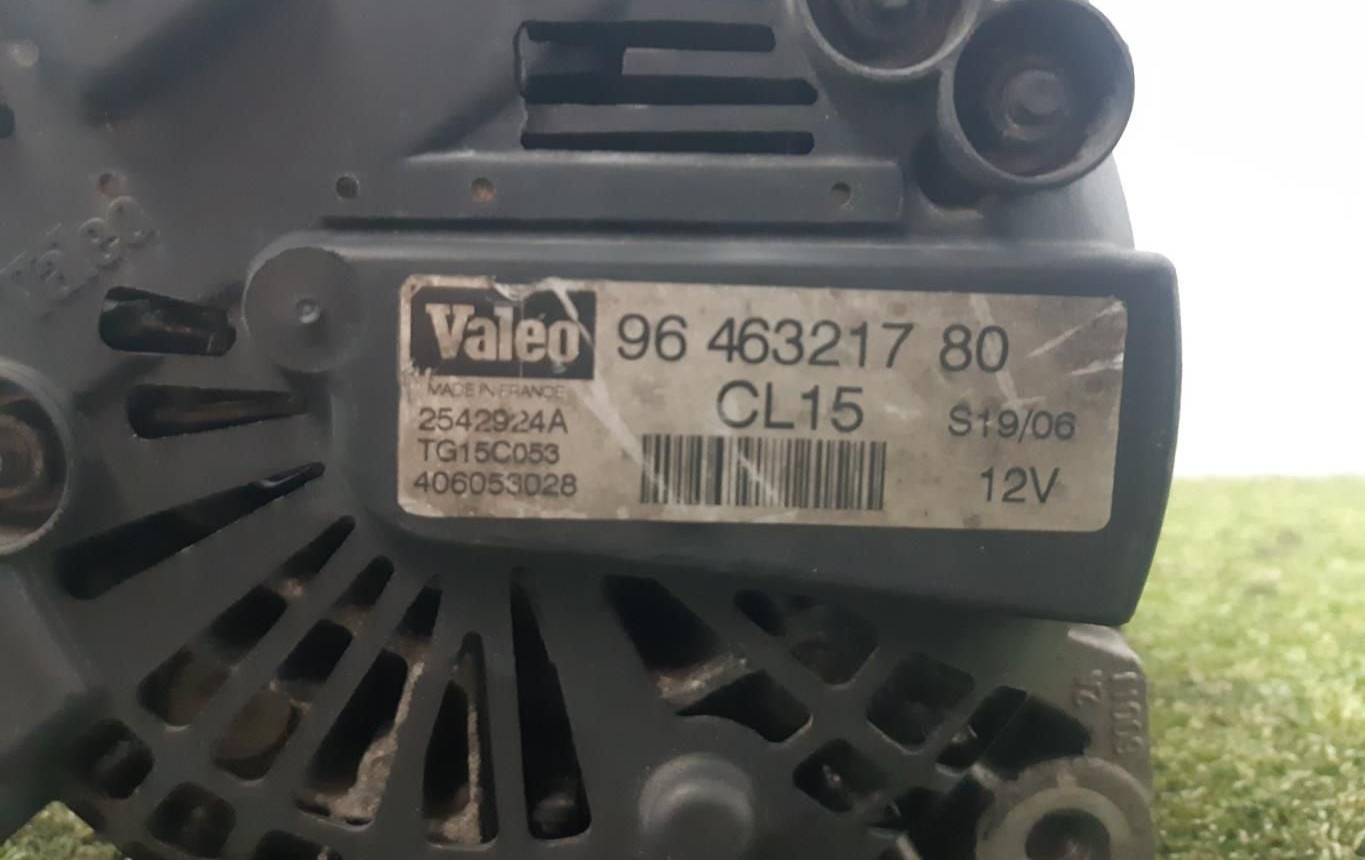 Valeo 96 463217 80
MADE IN FRANCE
CL15
2542924A
S19/06
TG15C053
406053028
12V